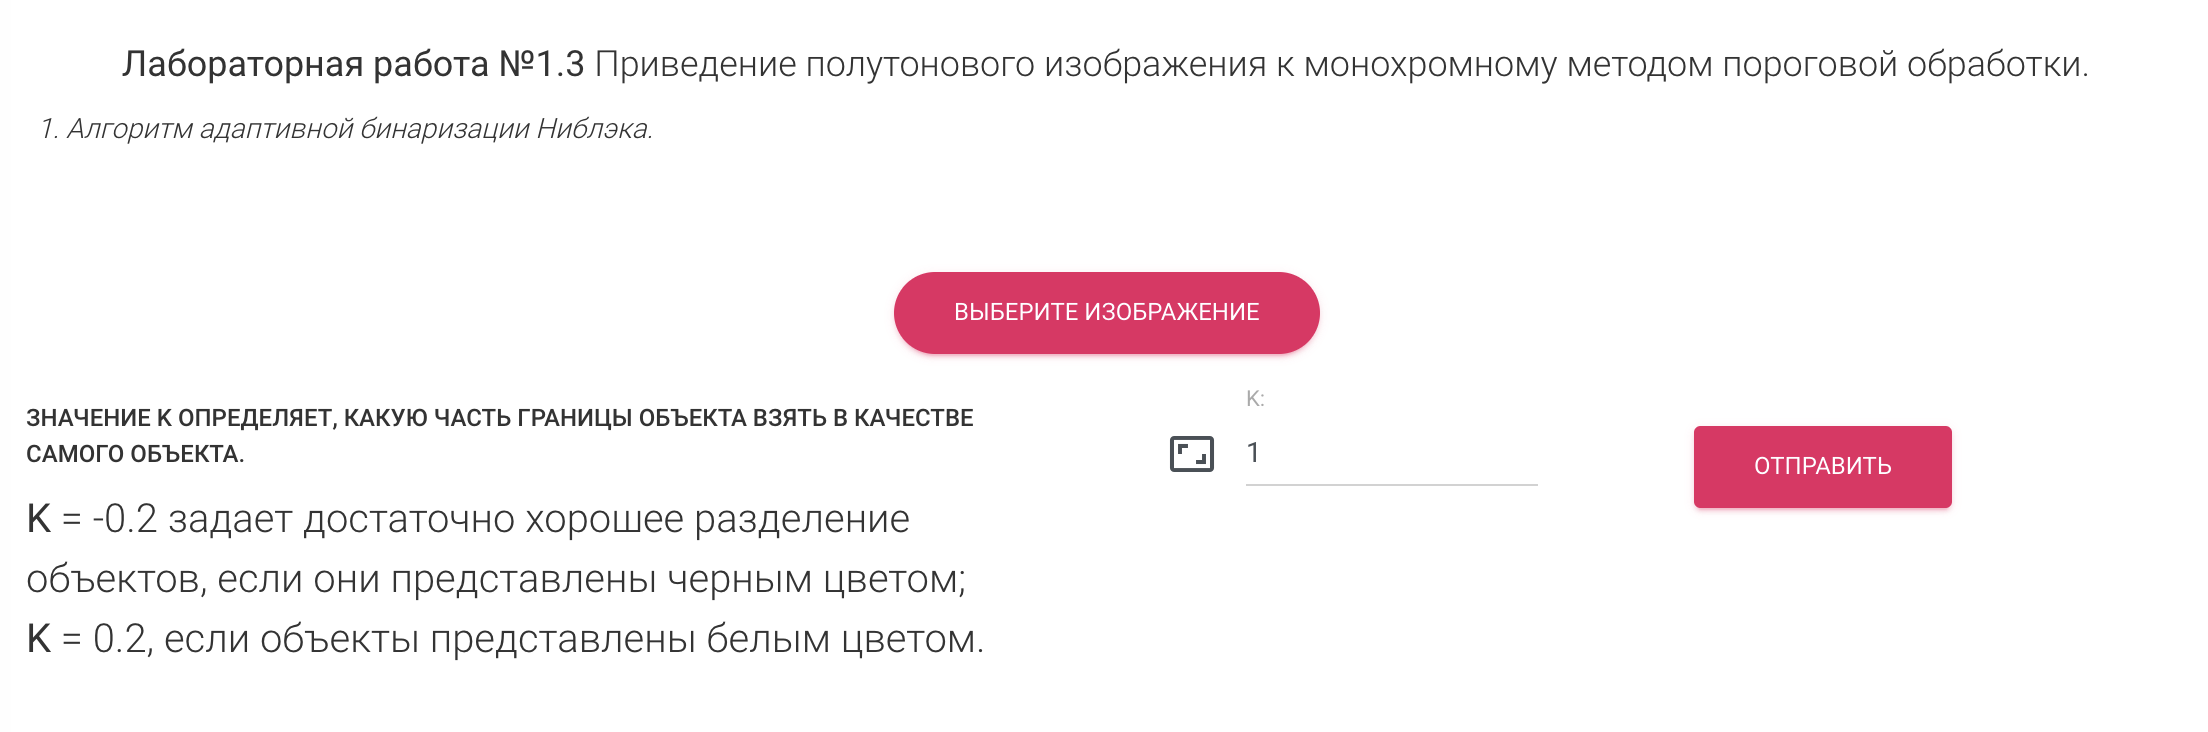 Лабораторная работа №1.3 Приведение полутонового изображения к монохромному методом пороговой обработки.
1. Алгоритм адаптивной бинаризации Ниблэка.
ВЫБЕРИТЕ ИЗОБРАЖЕНИЕ
ЗНАЧЕНИЕ K ОПРЕДЕЛЯЕТ, КАКУЮ ЧАСТЬ ГРАНИЦЫ ОБЪЕКТА ВЗЯТЬ В КАЧЕСТВЕ
САМОГО ОБЪЕКТА.
K = -0.2 задает достаточно хорошее разделение
объектов, если они представлены черным цветом;
K = 0.2, если объекты представлены белым цветом.
K:
1
ОТПРАВИТЬ